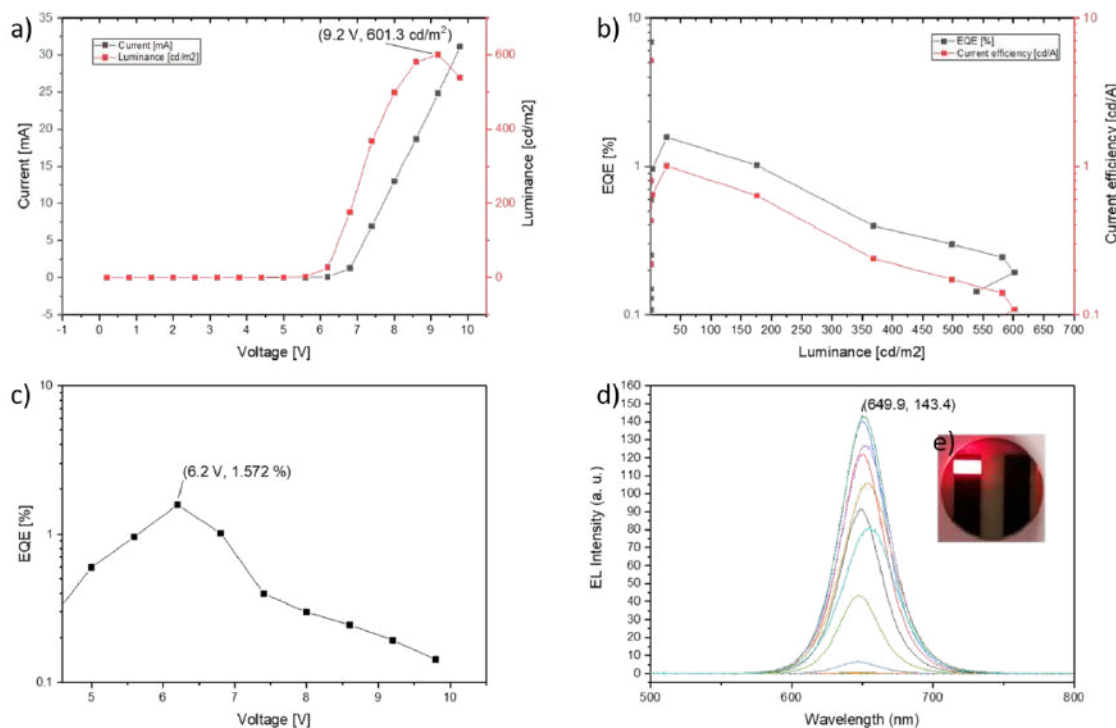 a)
Current [mA]
Luminance [cd/m2]
(9.2 V, 601.3 cd/m²)
35
30
25
20
15
10
5
0
-5
Current [mA]
600
400
200
0
Luminance [cd/m2]
-1 0 1 2 3 4 5 6 7 8 9 10
Voltage [V]
b)
EQE [%]
Current efficiency [cd/A]
10
1
0.1
EQE [%]
10
1
0.1
Current efficiency [cd/A]
50 100 150 200 250 300 350 400 450 500 550 600 650 700
Luminance [cd/m2]
c)
(6.2 V, 1.572 %)
10
1
0.1
EQE [%]
5 6 7 8 9 10
Voltage [V]
d)
(649.9, 143.4)
e)
160
150
140
130
120
110
100
90
80
70
60
50
40
30
20
10
0
EL Intensity (a. u.)
500 600 700 800
Wavelength (nm)